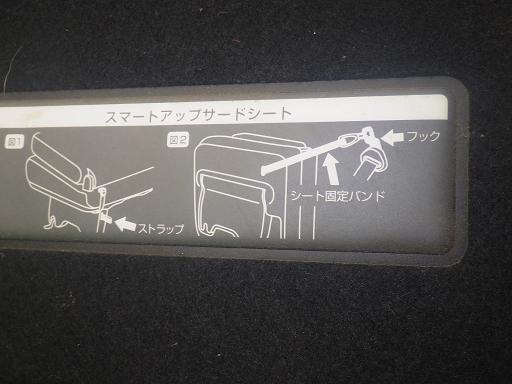 スマートアップサードシート
図1
図2
フック
シート固定バンド
ストラップ